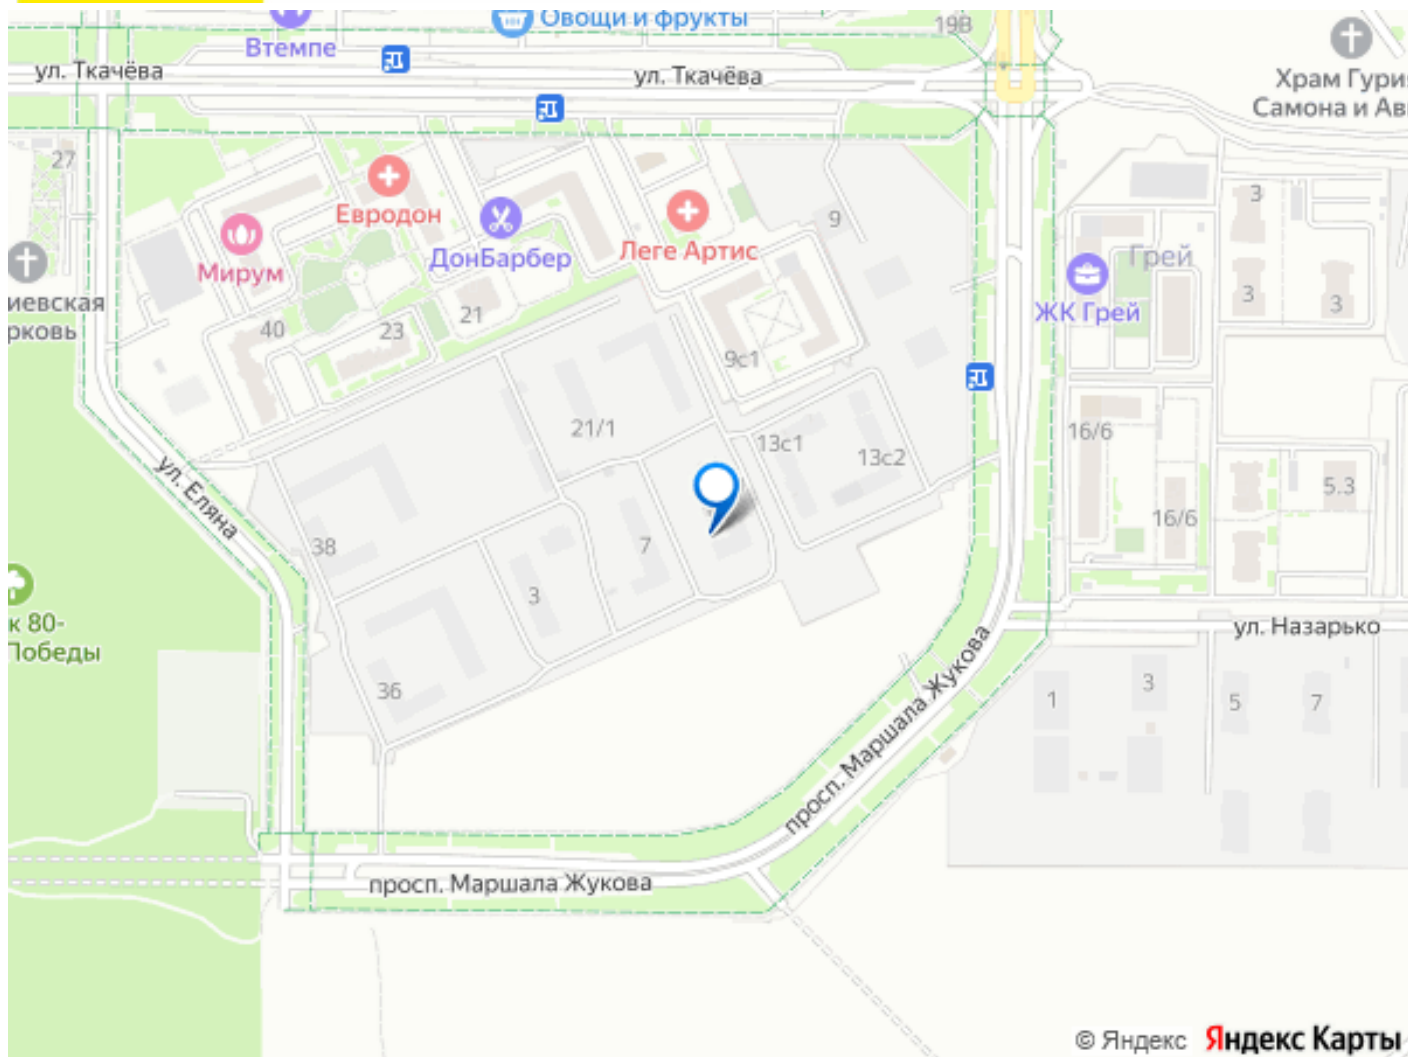 Овощи и фрукты
19В
Втемпе
ул. Ткачёва
ул. Ткачёва
Храм Гурия
Самона и Ав
27
Евродон
9
3
Мирум
ДонБарбер
Леге Артис
Грей
иевская
рковь
3
3
ЖК Грей
40
23
21
9с1
21/1
13с1
13с2
16/6
ул. Еляна
38
7
5.3
16/6
3
к 80-
Победы
ул. Назарько
36
1
3
5
7
просп. Маршала Жукова
просп. Маршала Жукова
© Яндекс Яндекс Карты